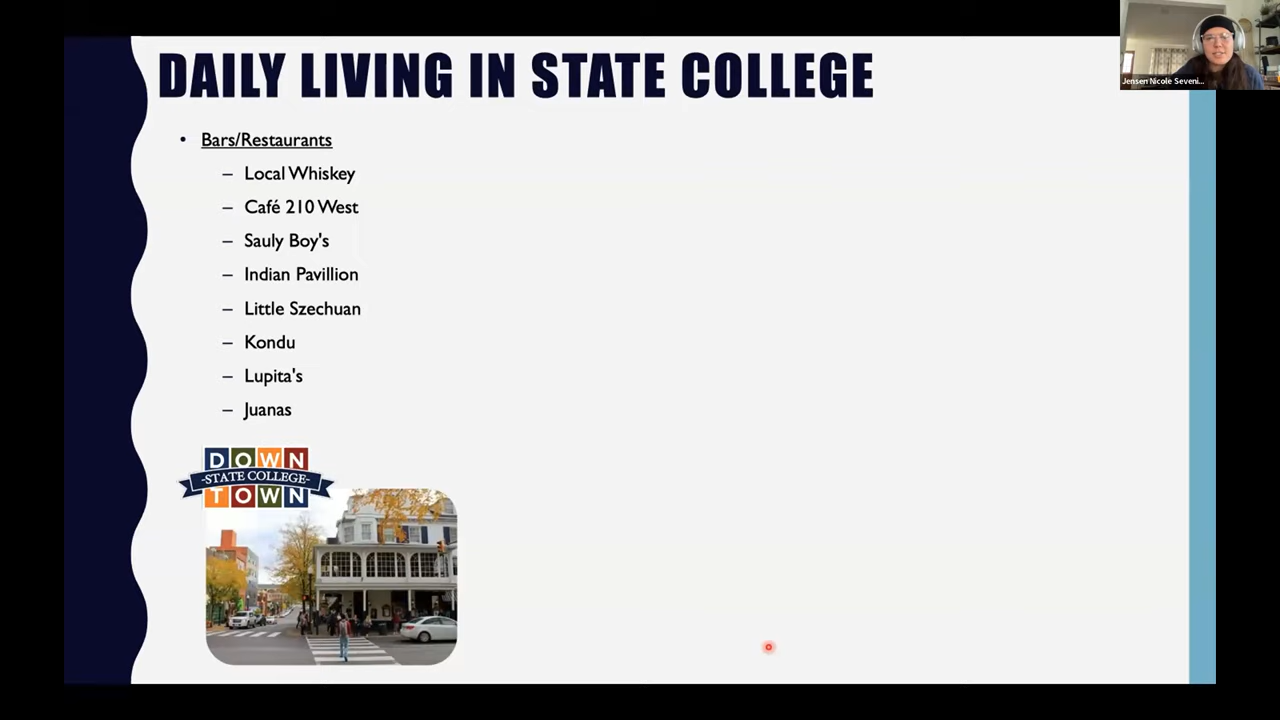 DAILY LIVING IN STATE COLLEGE
Jensen Nicole Seveni...
• Bars/Restaurants
– Local Whiskey
– Café 210 West
– Sauly Boy's
– Indian Pavillion
– Little Szechuan
– Kondu
– Lupita's
– Juanas
DOWN
-STATE COLLEGE-
TOWN